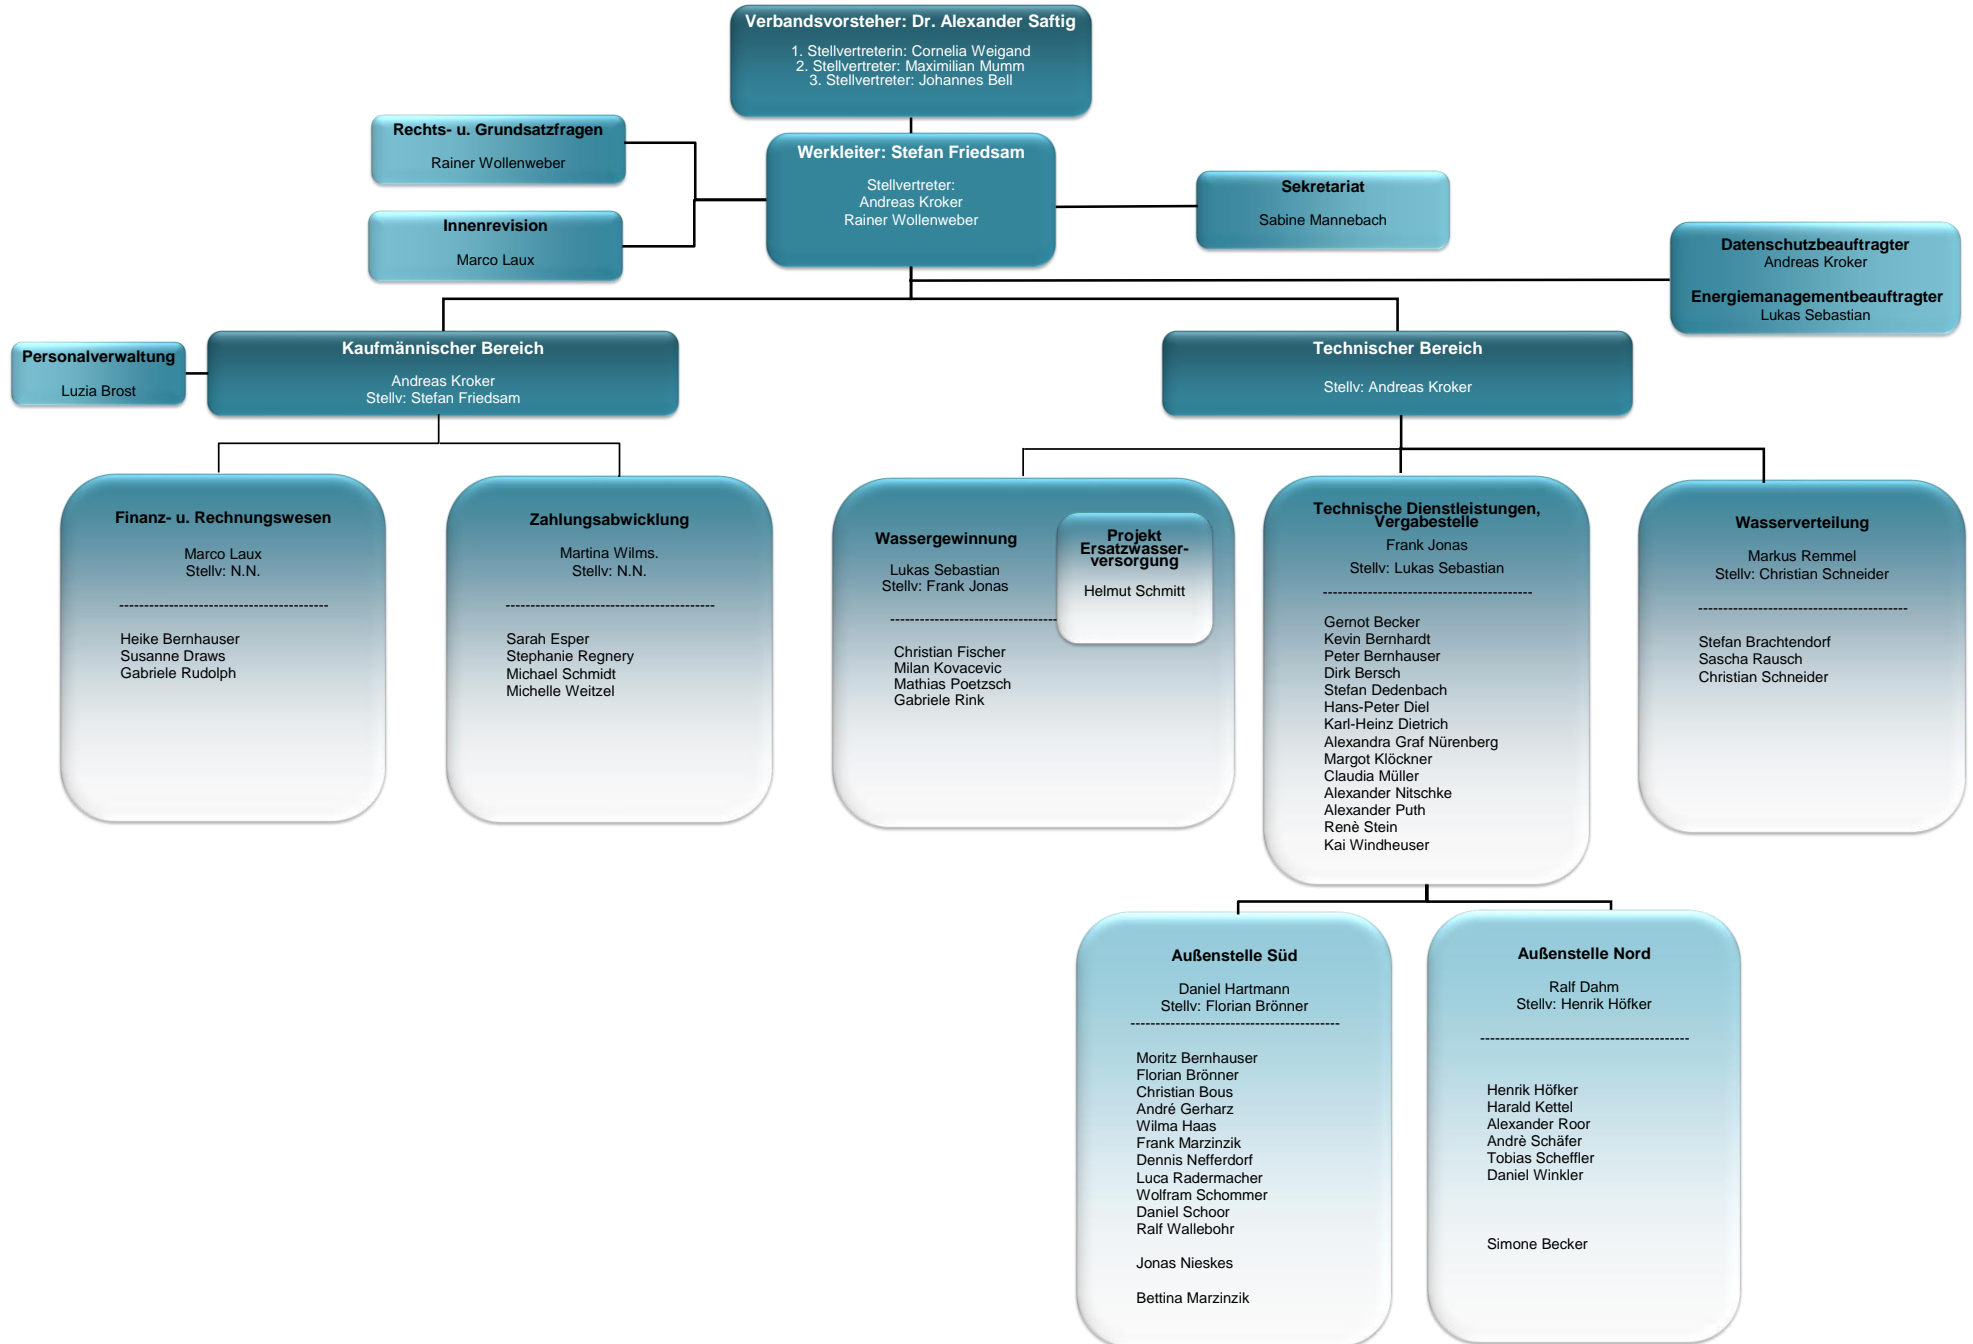 Verbandsvorsteher: Dr. Alexander Saftig
1. Stellvertreterin: Cornelia Weigand
2. Stellvertreter: Maximilian Mumm
3. Stellvertreter: Johannes Bell
Rechts- u. Grundsatzfragen
Rainer Wollenweber
Werkleiter: Stefan Friedsam
Stellvertreter:
Andreas Kroker
Rainer Wollenweber
Sekretariat
Sabine Mannebach
Innenrevision
Marco Laux
Datenschutzbeauftragter
Andreas Kroker
Energiemanagementbeauftragter
Lukas Sebastian
Personalverwaltung
Luzia Brost
Kaufmännischer Bereich
Andreas Kroker
Stellv: Stefan Friedsam
Technischer Bereich
Stellv: Andreas Kroker
Finanz- u. Rechnungswesen
Marco Laux
Stellv: N.N.
------------------------------------------
Heike Bernhauser
Susanne Draws
Gabriele Rudolph
Zahlungsabwicklung
Martina Wilms.
Stellv: N.N.
------------------------------------------
Sarah Esper
Stephanie Regnery
Michael Schmidt
Michelle Weitzel
Wassergewinnung
Lukas Sebastian
Stellv: Frank Jonas
----------------------------------
Christian Fischer
Milan Kovacevic
Mathias Poetzsch
Gabriele Rink
Projekt
Ersatzwasser-
versorgung
Helmut Schmitt
Technische Dienstleistungen,
Vergabestelle
Frank Jonas
Stellv: Lukas Sebastian
------------------------------------------
Gernot Becker
Kevin Bernhardt
Peter Bernhauser
Dirk Bersch
Stefan Dedenbach
Hans-Peter Diel
Karl-Heinz Dietrich
Alexandra Graf Nürenberg
Margot Klöckner
Claudia Müller
Alexander Nitschke
Alexander Puth
Renè Stein
Kai Windheuser
Wasserverteilung
Markus Remmel
Stellv: Christian Schneider
------------------------------------------
Stefan Brachtendorf
Sascha Rausch
Christian Schneider
Außenstelle Süd
Daniel Hartmann
Stellv: Florian Brönner
------------------------------------------
Moritz Bernhauser
Florian Brönner
Christian Bous
André Gerharz
Wilma Haas
Frank Marzinzik
Dennis Nefferdorf
Luca Radermacher
Wolfram Schommer
Daniel Schoor
Ralf Wallebohr
Jonas Nieskes
Bettina Marzinzik
Außenstelle Nord
Ralf Dahm
Stellv: Henrik Höfker
------------------------------------------
Henrik Höfker
Harald Kettel
Alexander Roor
Andrè Schäfer
Tobias Scheffler
Daniel Winkler
Simone Becker